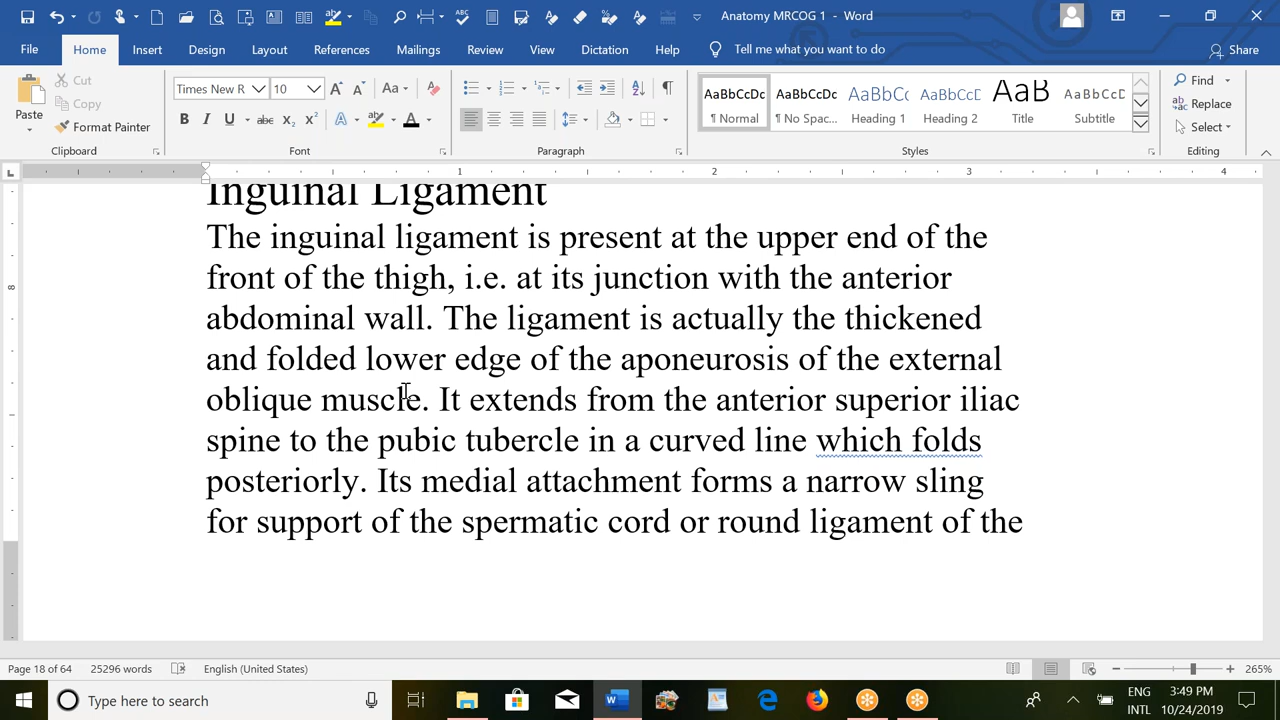 Anatomy MRCOG 1 - Word
File Home Insert Design Layout References Mailings Review View Dictation Help Tell me what you want to do Share
Paste
Cut
Copy
Format Painter
Clipboard
Times New R 10
Font
Paragraph
AaBbCcDc AaBbCcDc AaBbCc AaBbCcD AaB AaBbCcD
¶ Normal ¶ No Spac... Heading 1 Heading 2 Title Subtitle
Styles
Find
Replace
Select
Editing
1 2 3 4
8
Inguinal Ligament
The inguinal ligament is present at the upper end of the
front of the thigh, i.e. at its junction with the anterior
abdominal wall. The ligament is actually the thickened
and folded lower edge of the aponeurosis of the external
oblique muscle. It extends from the anterior superior iliac
spine to the pubic tubercle in a curved line which folds
posteriorly. Its medial attachment forms a narrow sling
for support of the spermatic cord or round ligament of the
Page 18 of 64 25296 words English (United States) 265%
Type here to search
ENG 3:49 PM
INTL 10/24/2019